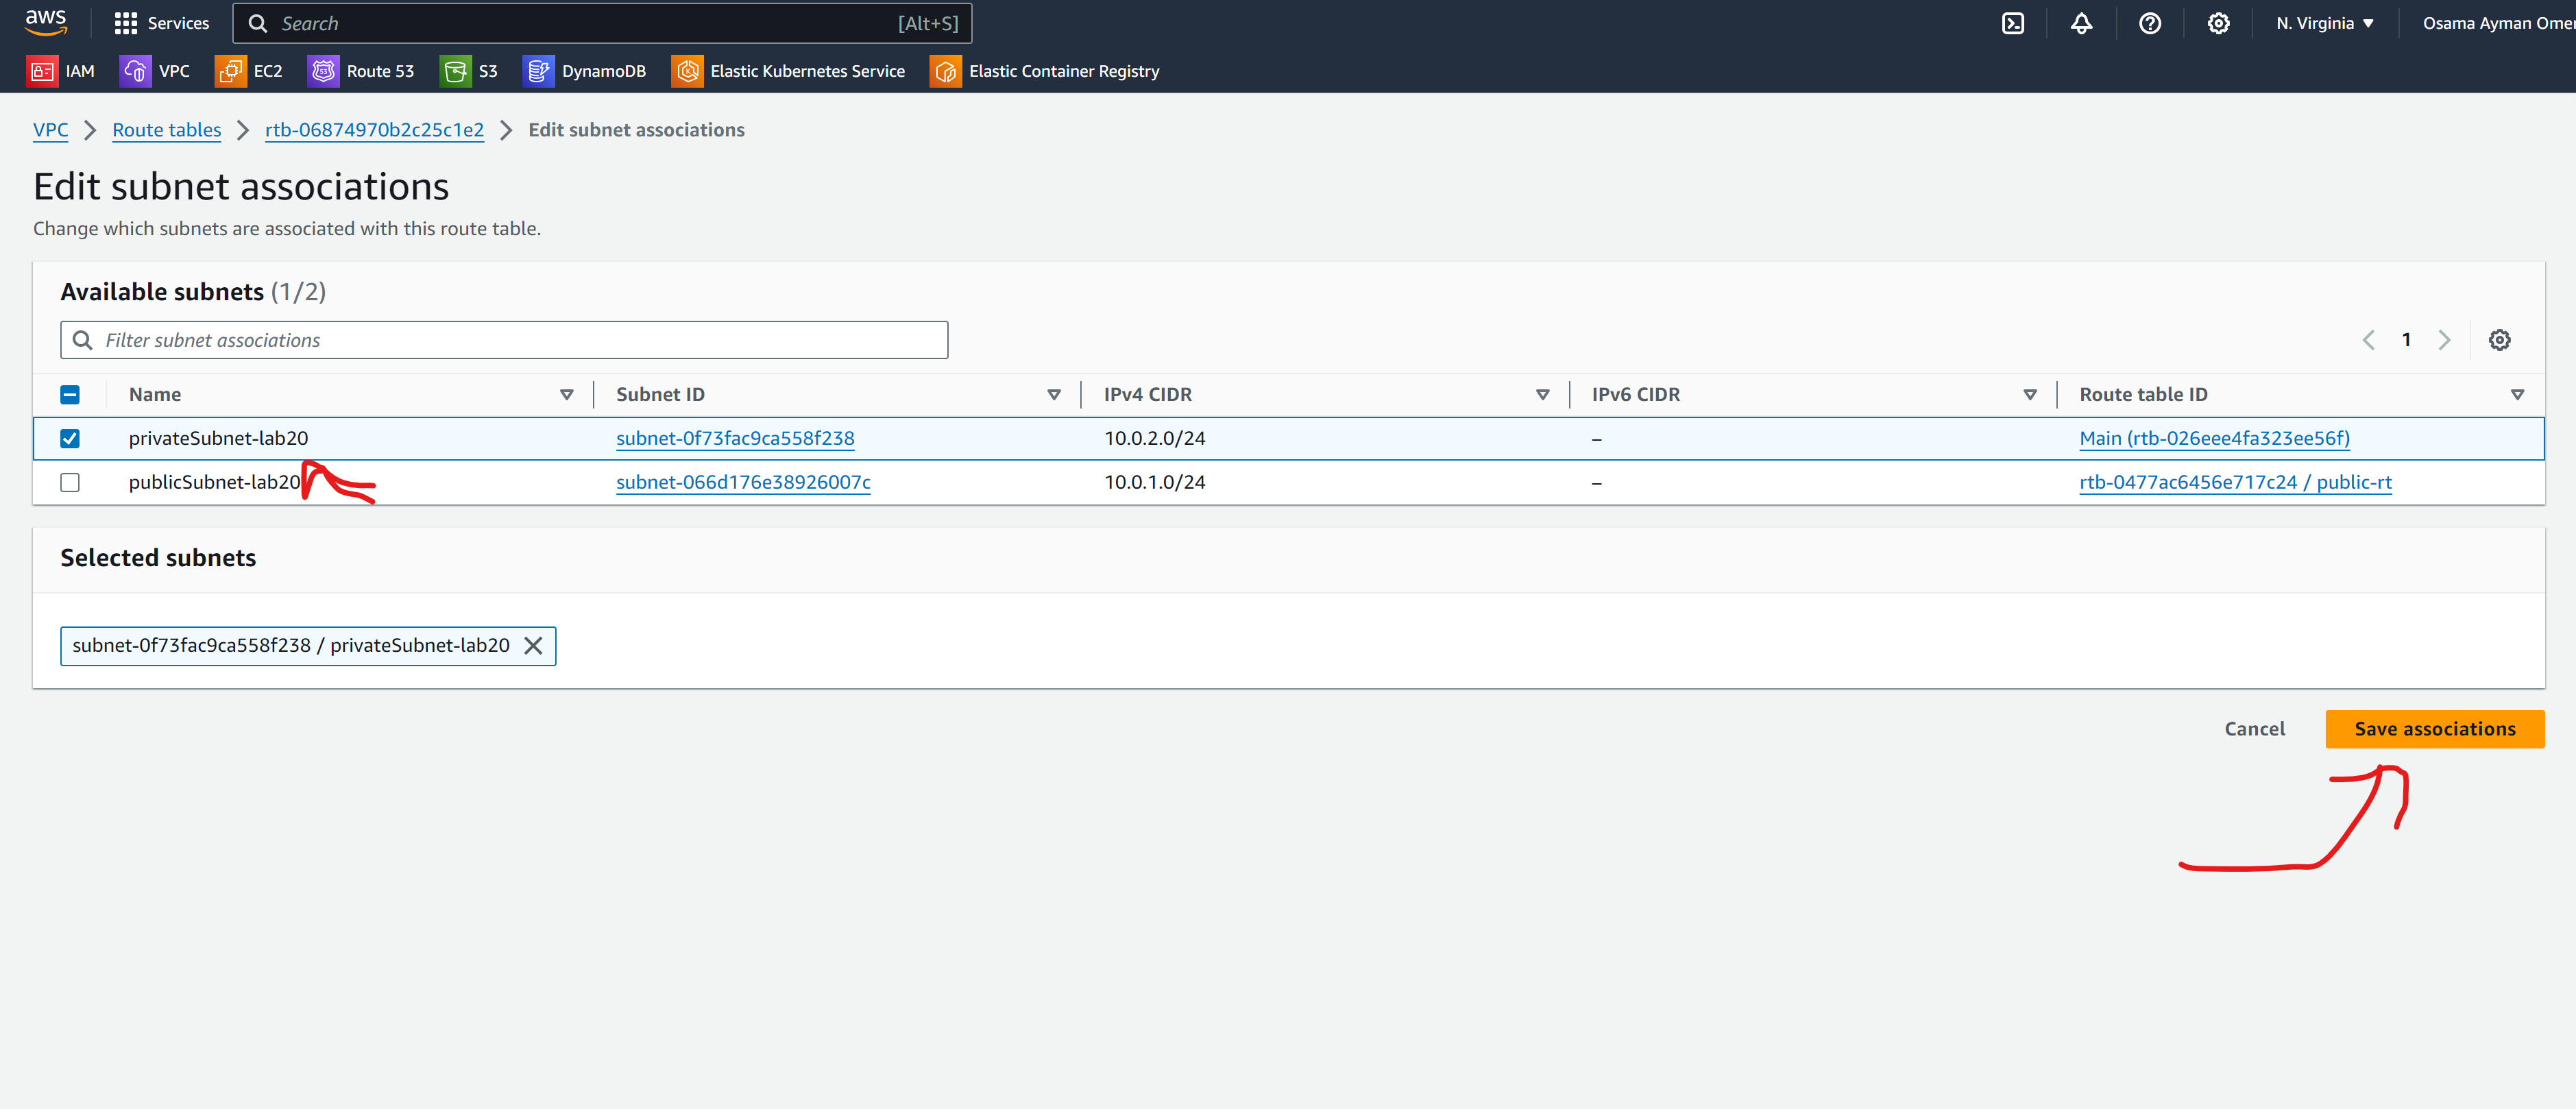 aws Services Search [Alt+S] N. Virginia Osama Ayman Ome
IAM VPC EC2 Route 53 S3 DynamoDB Elastic Kubernetes Service Elastic Container Registry
VPC Route tables rtb-06874970b2c25c1e2 Edit subnet associations
Edit subnet associations
Change which subnets are associated with this route table.
Available subnets (1/2)
Filter subnet associations 1
Name Subnet ID IPv4 CIDR IPv6 CIDR Route table ID
privateSubnet-lab20 subnet-0f73fac9ca558f238 10.0.2.0/24 – Main (rtb-026eee4fa323ee56f)
publicSubnet-lab20 subnet-066d176e38926007c 10.0.1.0/24 – rtb-0477ac6456e717c24 / public-rt
Selected subnets
subnet-0f73fac9ca558f238 / privateSubnet-lab20
Cancel Save associations